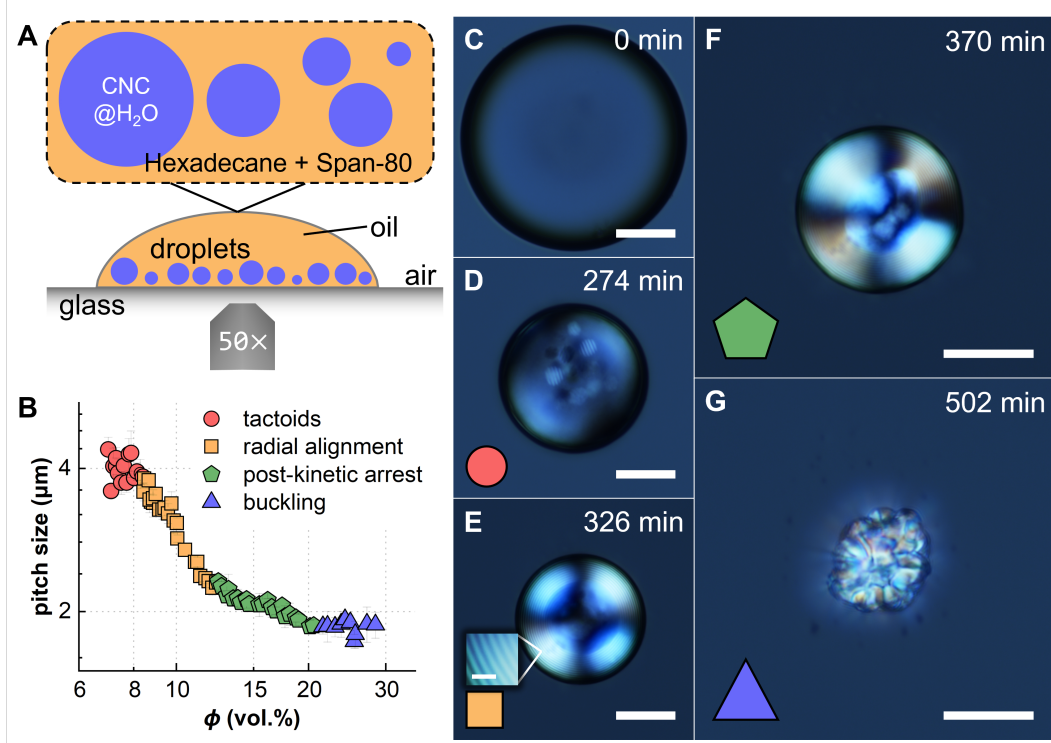 A
CNC
@H₂O
Hexadecane + Span-80
oil
droplets
air
glass
50×
B
tactoids
radial alignment
post-kinetic arrest
buckling
pitch size (μm)
4
2
6 8 10 15 20 30
ϕ (vol.%)
C
0 min
D
274 min
E
326 min
F
370 min
G
502 min